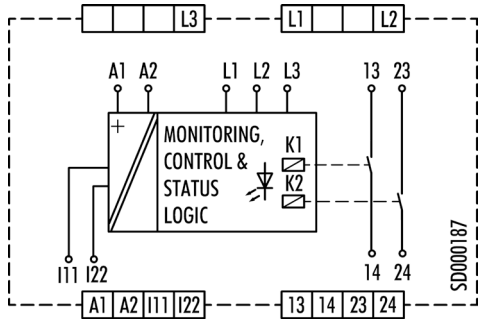 L3 L1 L2
A1 A2 L1 L2 L3 13 23
+
MONITORING,
CONTROL &
STATUS
LOGIC
K1
K2
I11 I22 14 24
A1 A2 I11 I22 13 14 23 24
SD000187